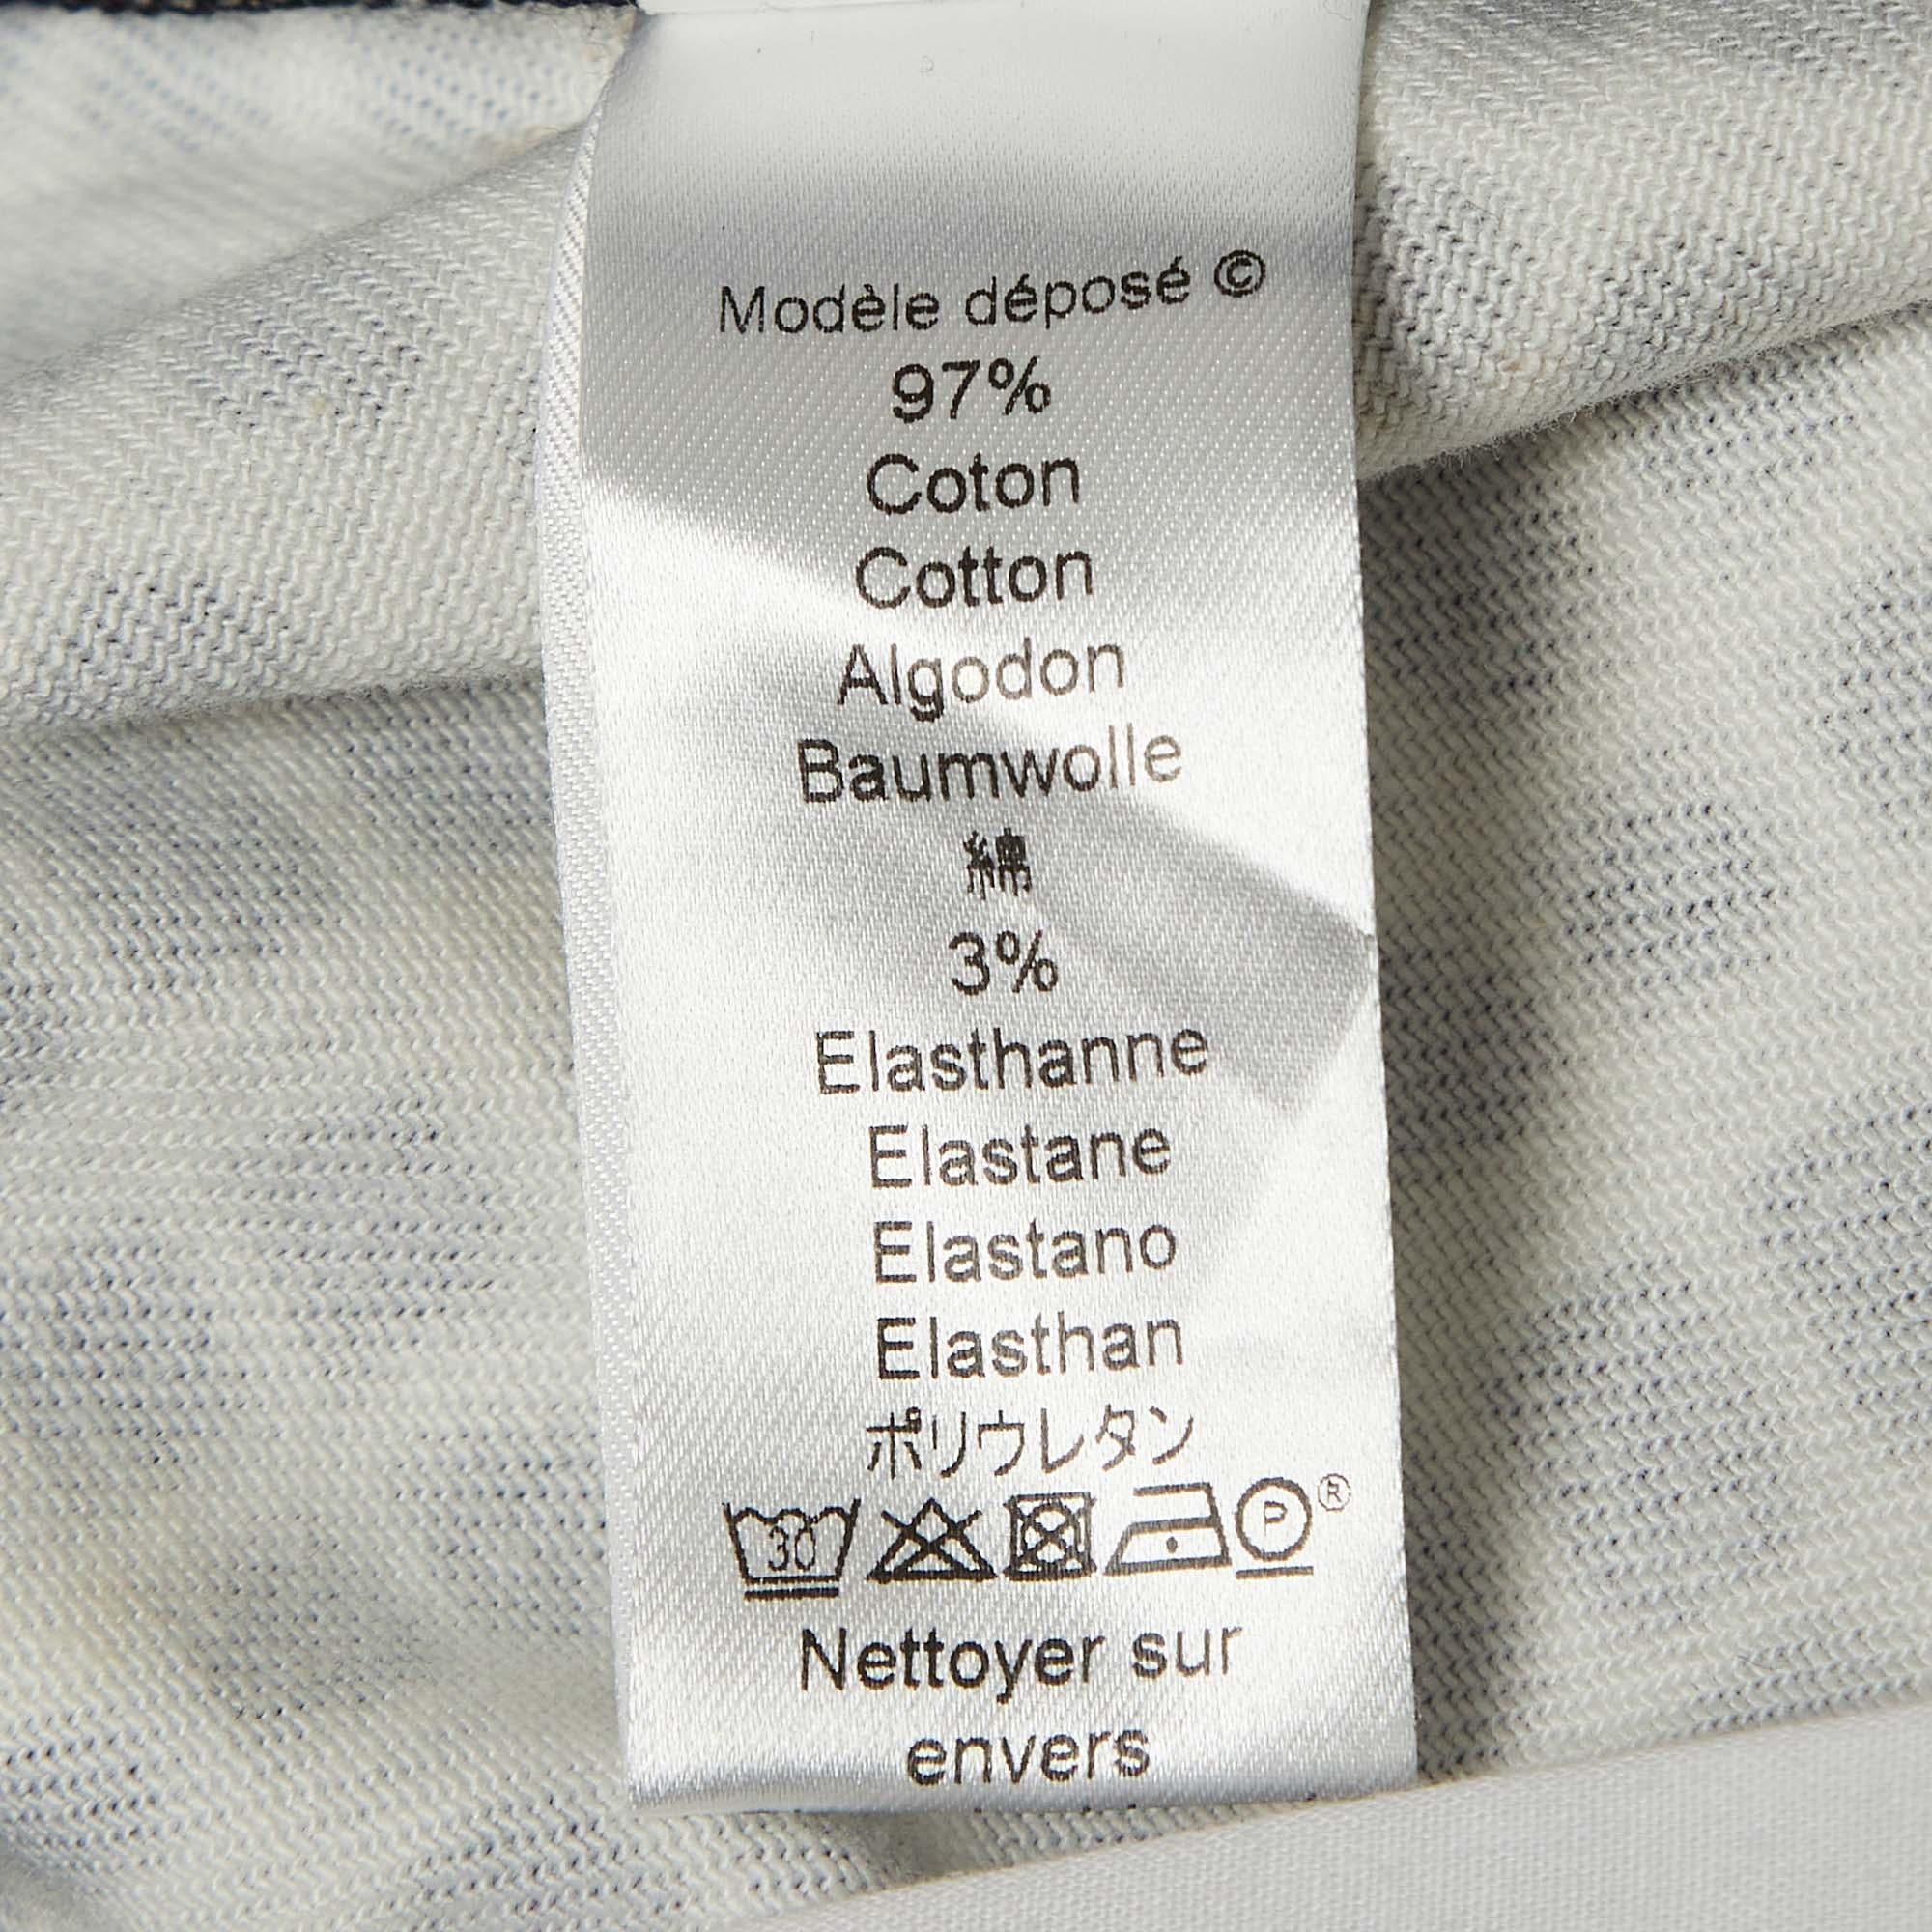 Modèle déposé ©
97%
Coton
Cotton
Algodon
Baumwolle
綿
3%
Elasthanne
Elastane
Elastano
Elasthan
ポリウレタン
30 P ®
Nettoyer sur
envers